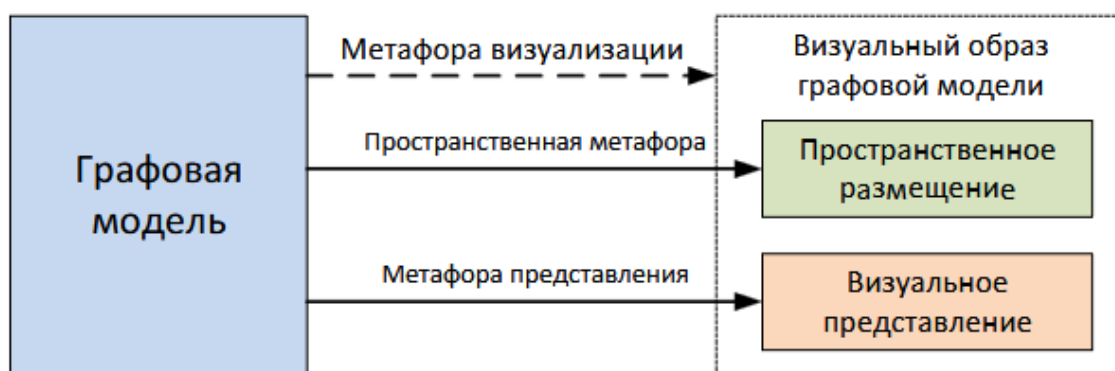 Графовая
модель
Метафора визуализации
Пространственная метафора
Метафора представления
Визуальный образ
графовой модели
Пространственное
размещение
Визуальное
представление